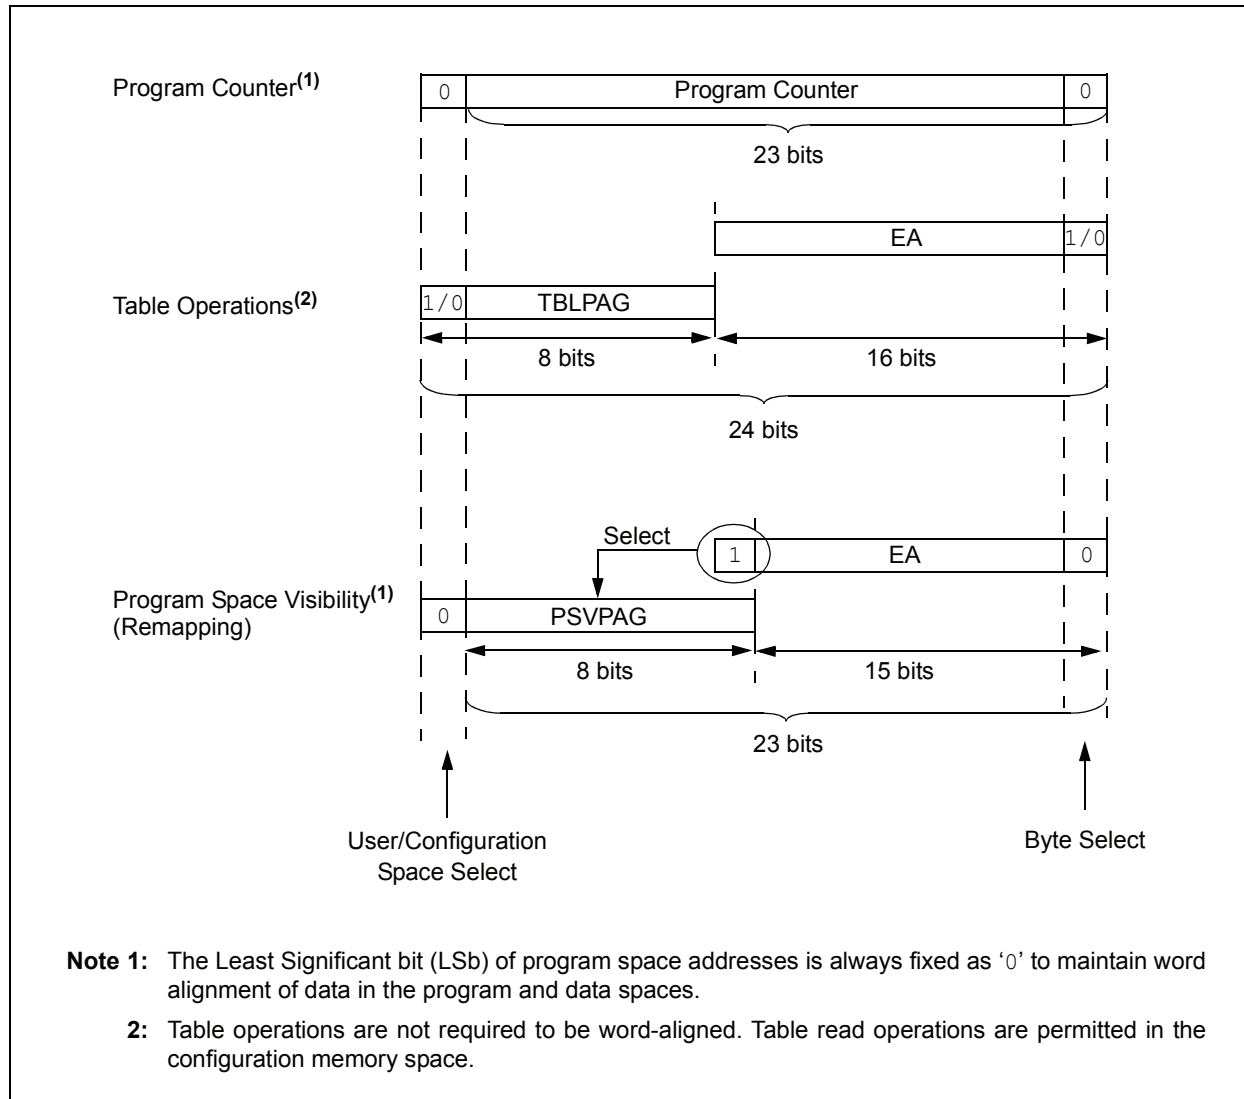 Program Counter(1)
0 Program Counter 0
23 bits
EA 1/0
Table Operations(2)
1/0 TBLPAG
8 bits 16 bits
24 bits
Select
1 EA 0
Program Space Visibility(1)
(Remapping)
0 PSVPAG
8 bits 15 bits
23 bits
User/Configuration
Space Select
Byte Select
Note 1: The Least Significant bit (LSb) of program space addresses is always fixed as ‘0’ to maintain word
alignment of data in the program and data spaces.
2: Table operations are not required to be word-aligned. Table read operations are permitted in the
configuration memory space.